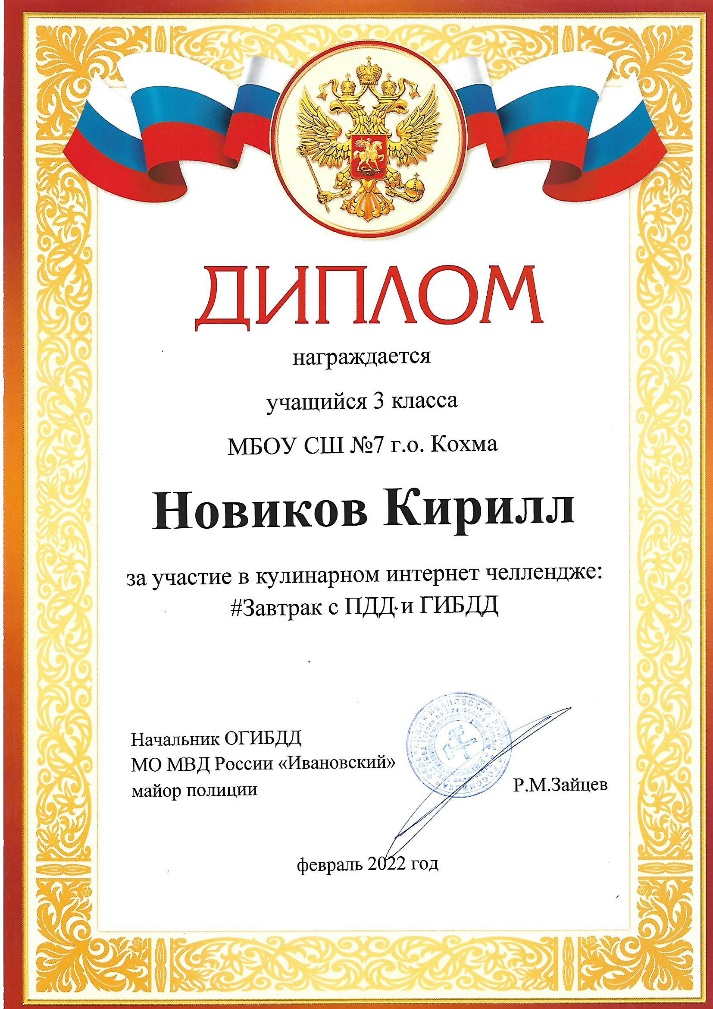 ДИПЛОМ
награждается
учащийся 3 класса
МБОУ СШ №7 г.о. Кохма
Новиков Кирилл
за участие в кулинарном интернет челлендже:
#Завтрак с ПДД и ГИБДД
Начальник ОГИБДД
МО МВД России «Ивановский»
майор полиции
Р.М.Зайцев
февраль 2022 год